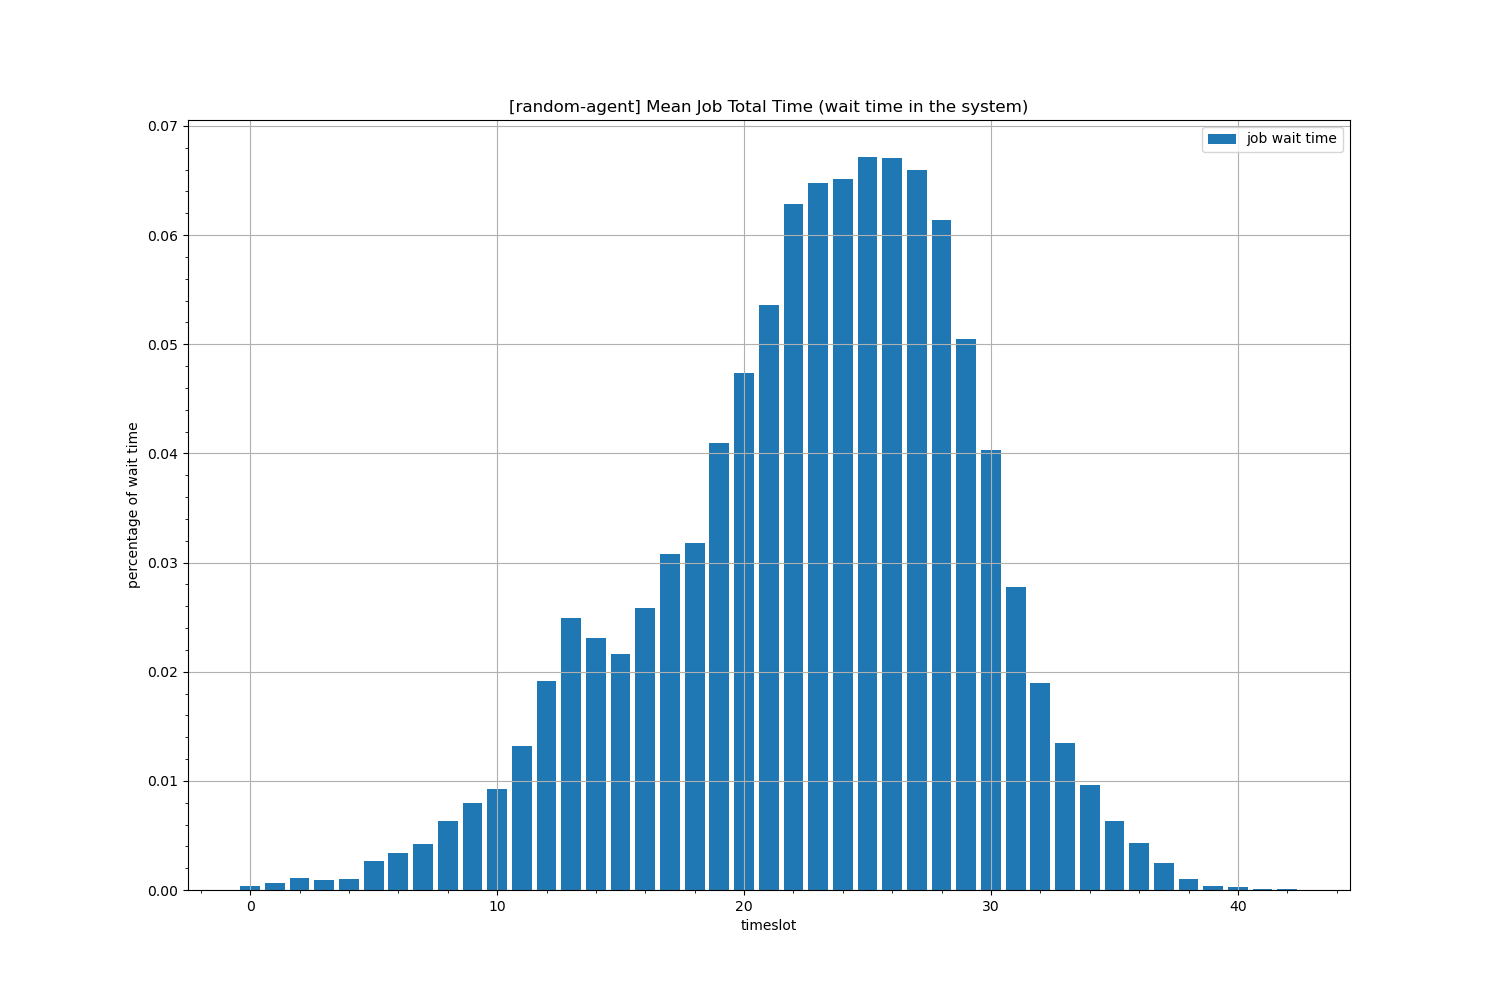 [random-agent] Mean Job Total Time (wait time in the system)
job wait time
percentage of wait time
0.07
0.06
0.05
0.04
0.03
0.02
0.01
0.00
0 10 20 30 40
timeslot